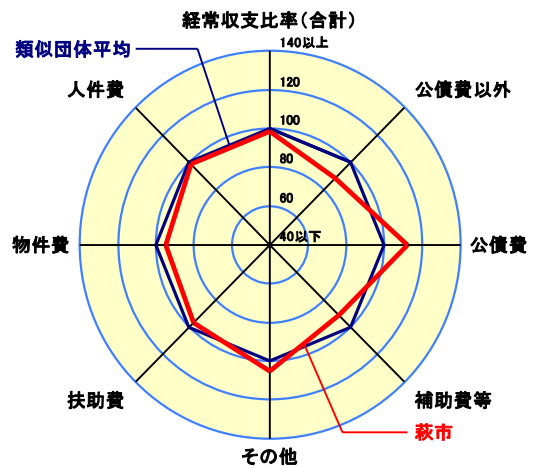 経常収支比率(合計)
140以上
類似団体平均
人件費
公債費以外
120
100
80
60
40以下
物件費
公債費
扶助費
補助費等
萩市
その他